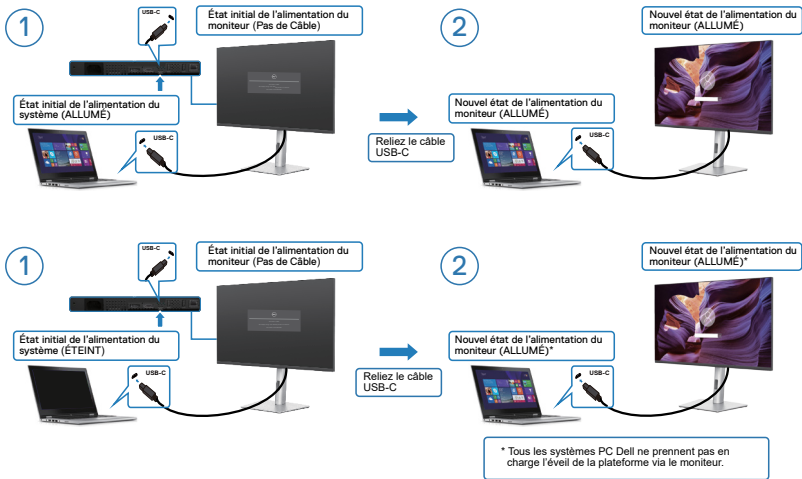 1
USB-C
État initial de l'alimentation du
moniteur (Pas de Câble)
État initial de l'alimentation du
système (ALLUMÉ)
USB-C
Reliez le câble
USB-C
2
Nouvel état de l'alimentation du
moniteur (ALLUMÉ)
Nouvel état de l'alimentation du
moniteur (ALLUMÉ)
USB-C
1
USB-C
État initial de l'alimentation du
moniteur (Pas de Câble)
État initial de l'alimentation du
système (ÉTEINT)
USB-C
Reliez le câble
USB-C
2
Nouvel état de l'alimentation du
moniteur (ALLUMÉ)*
Nouvel état de l'alimentation du
moniteur (ALLUMÉ)*
USB-C
* Tous les systèmes PC Dell ne prennent pas en
charge l'éveil de la plateforme via le moniteur.